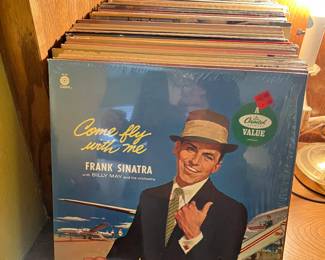 Come fly
with me
FRANK SINATRA
with BILLY MAY and his orchestra
A
Capitol
VALUE